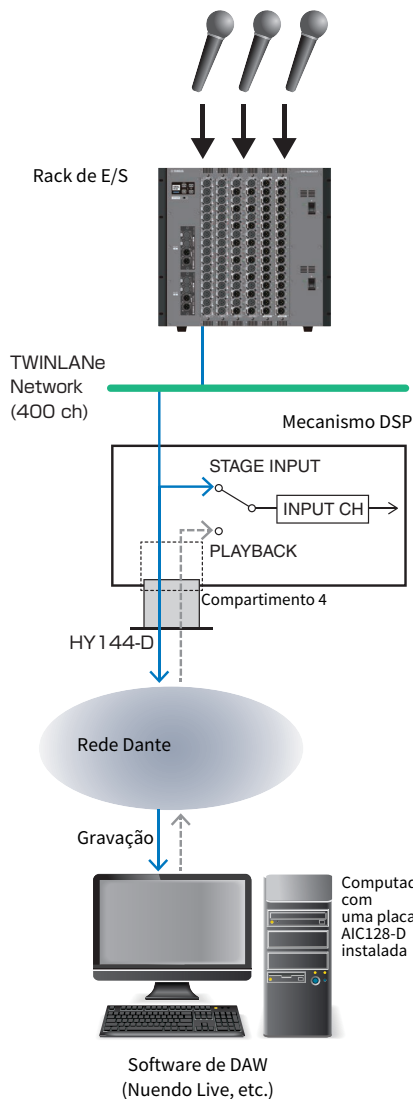 Rack de E/S
TWINLANe
Network
(400 ch)
Mecanismo DSP
STAGE INPUT
INPUT CH
PLAYBACK
Compartimento 4
HY144-D
Rede Dante
Gravação
com
uma placa
AIC128-D
instalada
Software de DAW
(Nuendo Live, etc.)